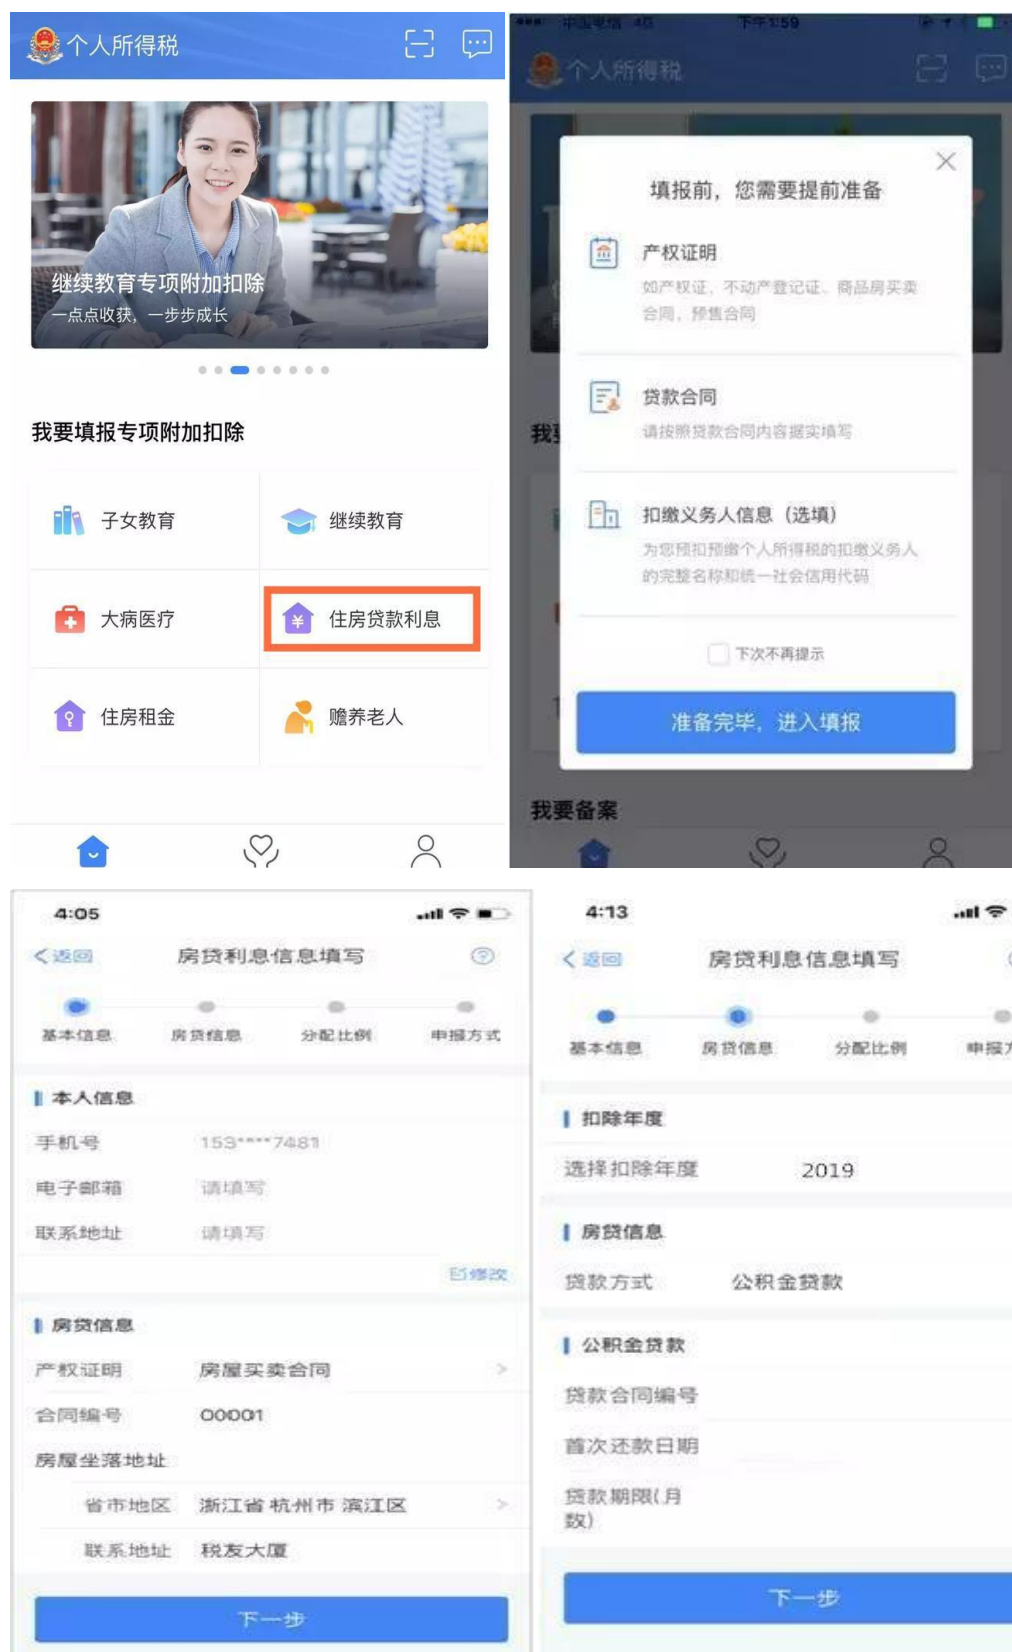 个人所得税
继续教育专项附加扣除
一点点收获，一步步成长
我要填报专项附加扣除
子女教育
继续教育
大病医疗
住房贷款利息
住房租金
赡养老人
中国电信 4G
下午1:59
个人所得税
填报前，您需要提前准备
产权证明
如产权证、不动产登记证、商品房买卖
合同，预售合同
贷款合同
请按照贷款合同内容据实填写
扣缴义务人信息（选填）
为您预扣预缴个人所得税的扣缴义务人
的完整名称和统一社会信用代码
下次不再提示
准备完毕，进入填报
我要备案
4:05
返回
房贷利息信息填写
基本信息
房贷信息
分配比例
申报方式
本人信息
手机号 153****7481
电子邮箱 请填写
联系地址 请填写
修改
房贷信息
产权证明 房屋买卖合同
合同编号 00001
房屋坐落地址
省市地区 浙江省 杭州市 滨江区
联系地址 税友大厦
下一步
4:13
返回
房贷利息信息填写
基本信息
房贷信息
分配比例
申报
扣除年度
选择扣除年度 2019
房贷信息
贷款方式 公积金贷款
公积金贷款
贷款合同编号
首次还款日期
贷款期限(月
数)
下一步